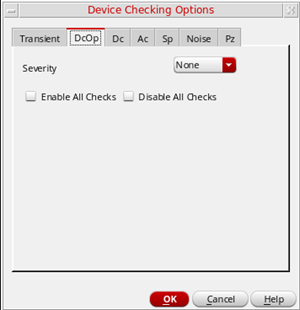 Device Checking Options
Transient DcOp Dc Ac Sp Noise Pz
Severity None
Enable All Checks Disable All Checks
OK Cancel Help